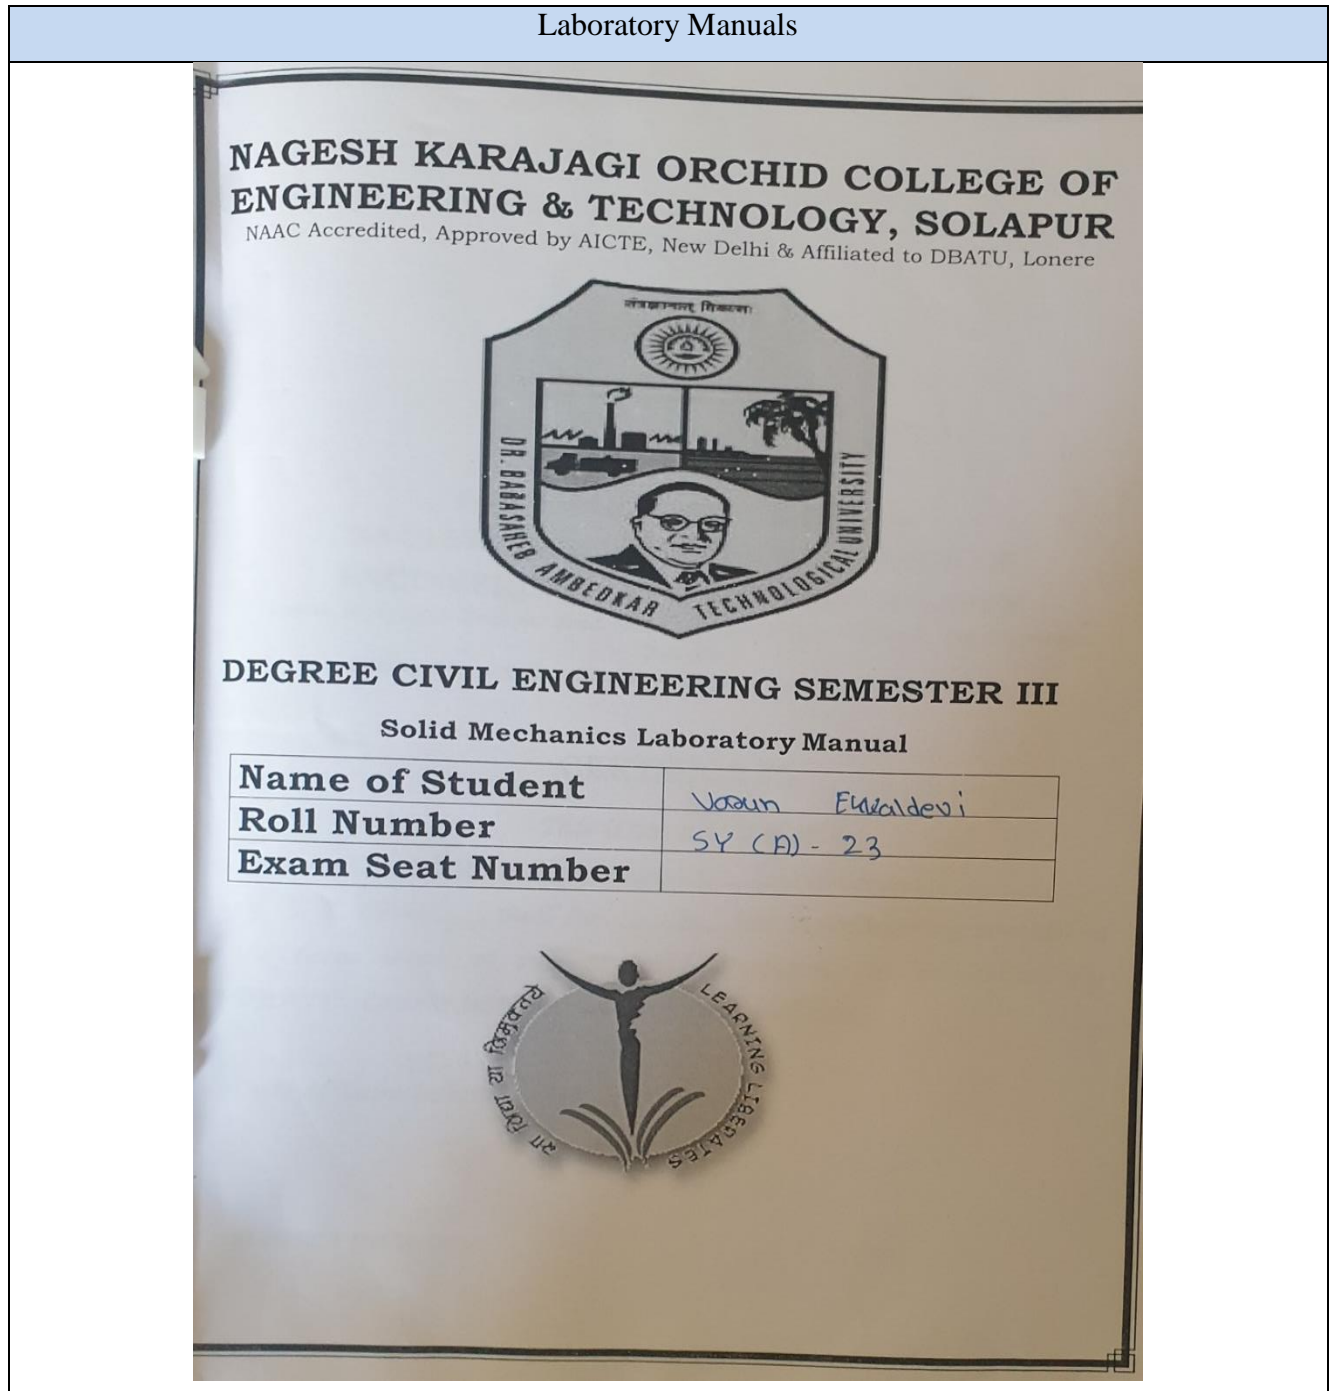 Laboratory Manuals
NAGESH KARAJAGI ORCHID COLLEGE OF
ENGINEERING & TECHNOLOGY, SOLAPUR
NAAC Accredited, Approved by AICTE, New Delhi & Affiliated to DBATU, Lonere
DR. BABASAHEB AMBEDKAR TECHNOLOGICAL UNIVERSITY
DEGREE CIVIL ENGINEERING SEMESTER III
Solid Mechanics Laboratory Manual
Name of Student
Roll Number SY (A) - 23
Exam Seat Number
सा विद्या या विमुक्तये
LEARNING LIBERATES